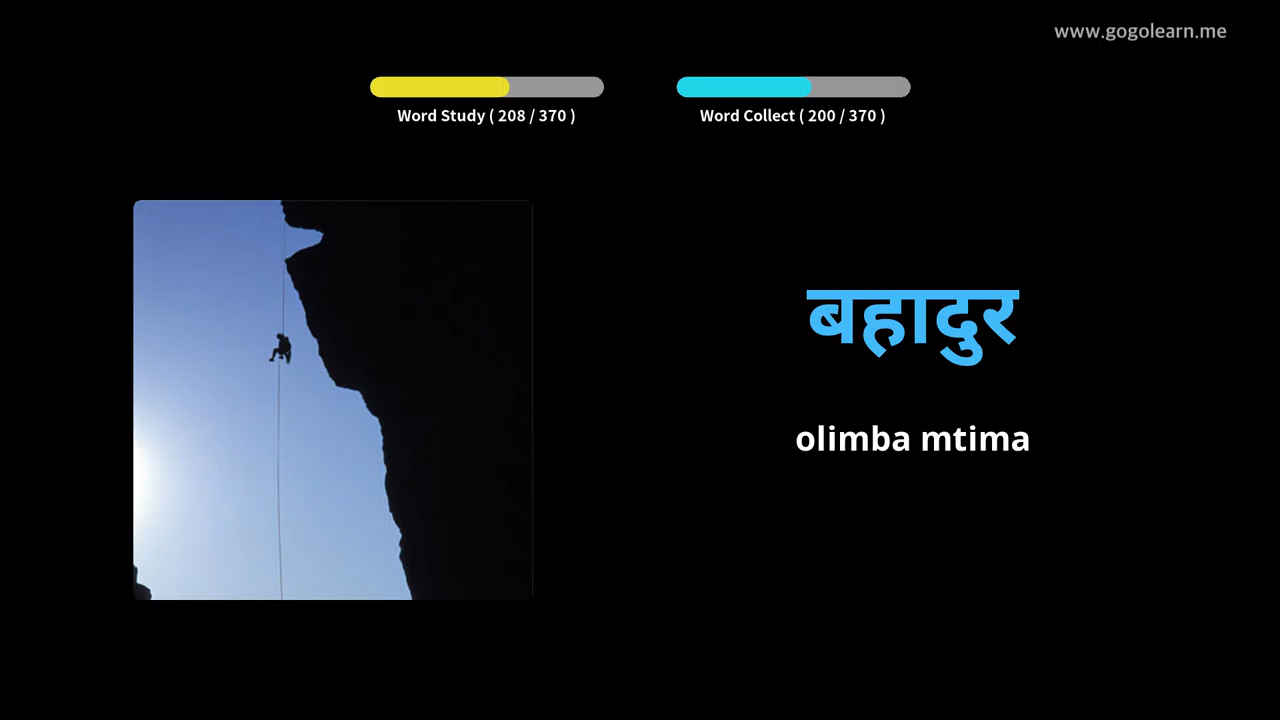 www.gogolearn.me
Word Study ( 208 / 370 )
Word Collect ( 200 / 370 )
बहादुर
olimba mtima